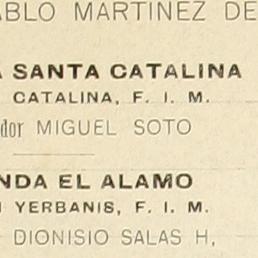 ABLO MARTINEZ DE
SANTA CATALINA
CATALINA, F. I. M.
dor MIGUEL SOTO
NDA EL ALAMO
YERBANIS, F. I. M.
DIONISIO SALAS H,